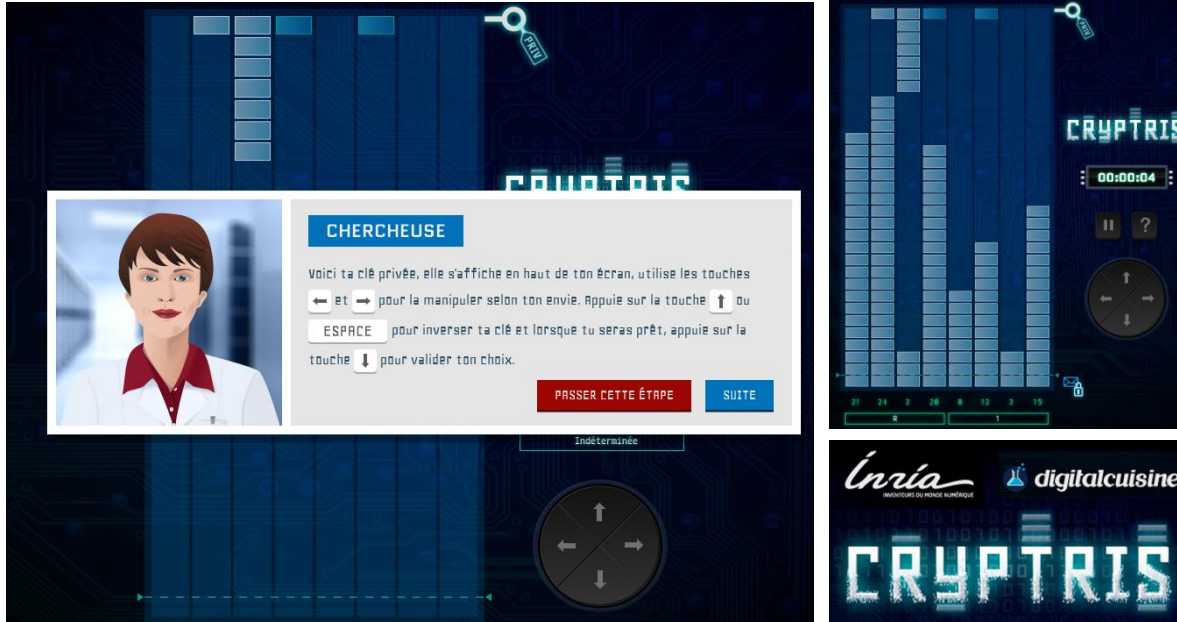 PRIV
CRYPTRIS
CHERCHEUSE
Voici ta clé privée, elle s'affiche en haut de ton écran, utilise les touches
← et → pour la manipuler selon ton envie. Appuie sur la touche ↑ ou
ESPACE pour inverser ta clé et lorsque tu seras prêt, appuie sur la
touche ↓ pour valider ton choix.
PASSER CETTE ÉTAPE SUITE
Indéterminée
PRIV
CRYPTRIS
00:00:04
?
21 24 3 20 8 12 3 15
1
Inria
INVENTEURS DU MONDE NUMÉRIQUE
digitalcuisine
CRYPTRIS